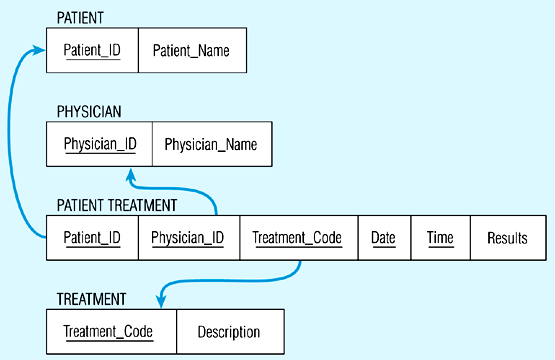 PATIENT
Patient_ID Patient_Name
PHYSICIAN
Physician_ID Physician_Name
PATIENT TREATMENT
Patient_ID Physician_ID Treatment_Code Date Time Results
TREATMENT
Treatment_Code Description